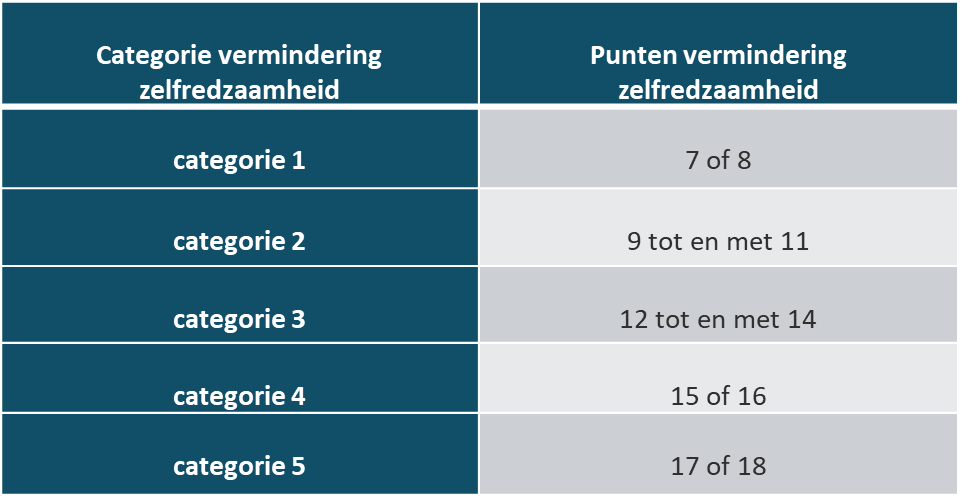 Categorie vermindering
zelfredzaamheid
Punten vermindering
zelfredzaamheid
categorie 1
7 of 8
categorie 2
9 tot en met 11
categorie 3
12 tot en met 14
categorie 4
15 of 16
categorie 5
17 of 18